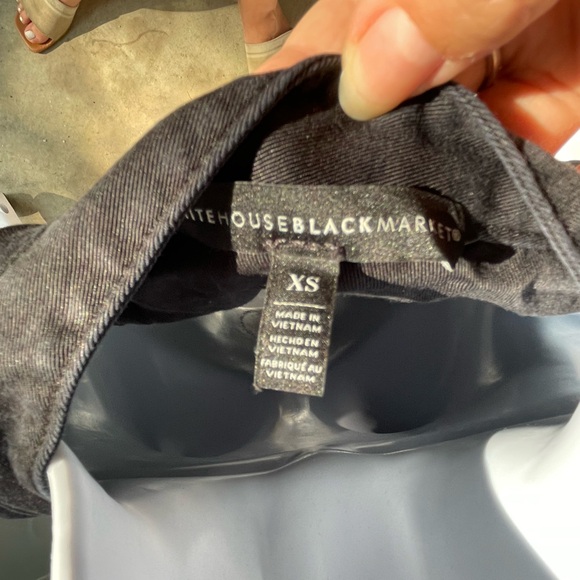 ITEHOUSEBLACKMARKET®
XS
MADE IN
VIETNAM
HECHO EN
VIETNAM
FABRIQUÉ AU
VIETNAM